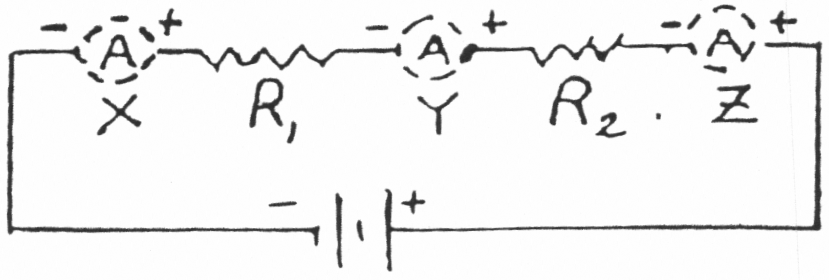 - A + - A + - A +
X R₁ Y R₂ . Z
- +